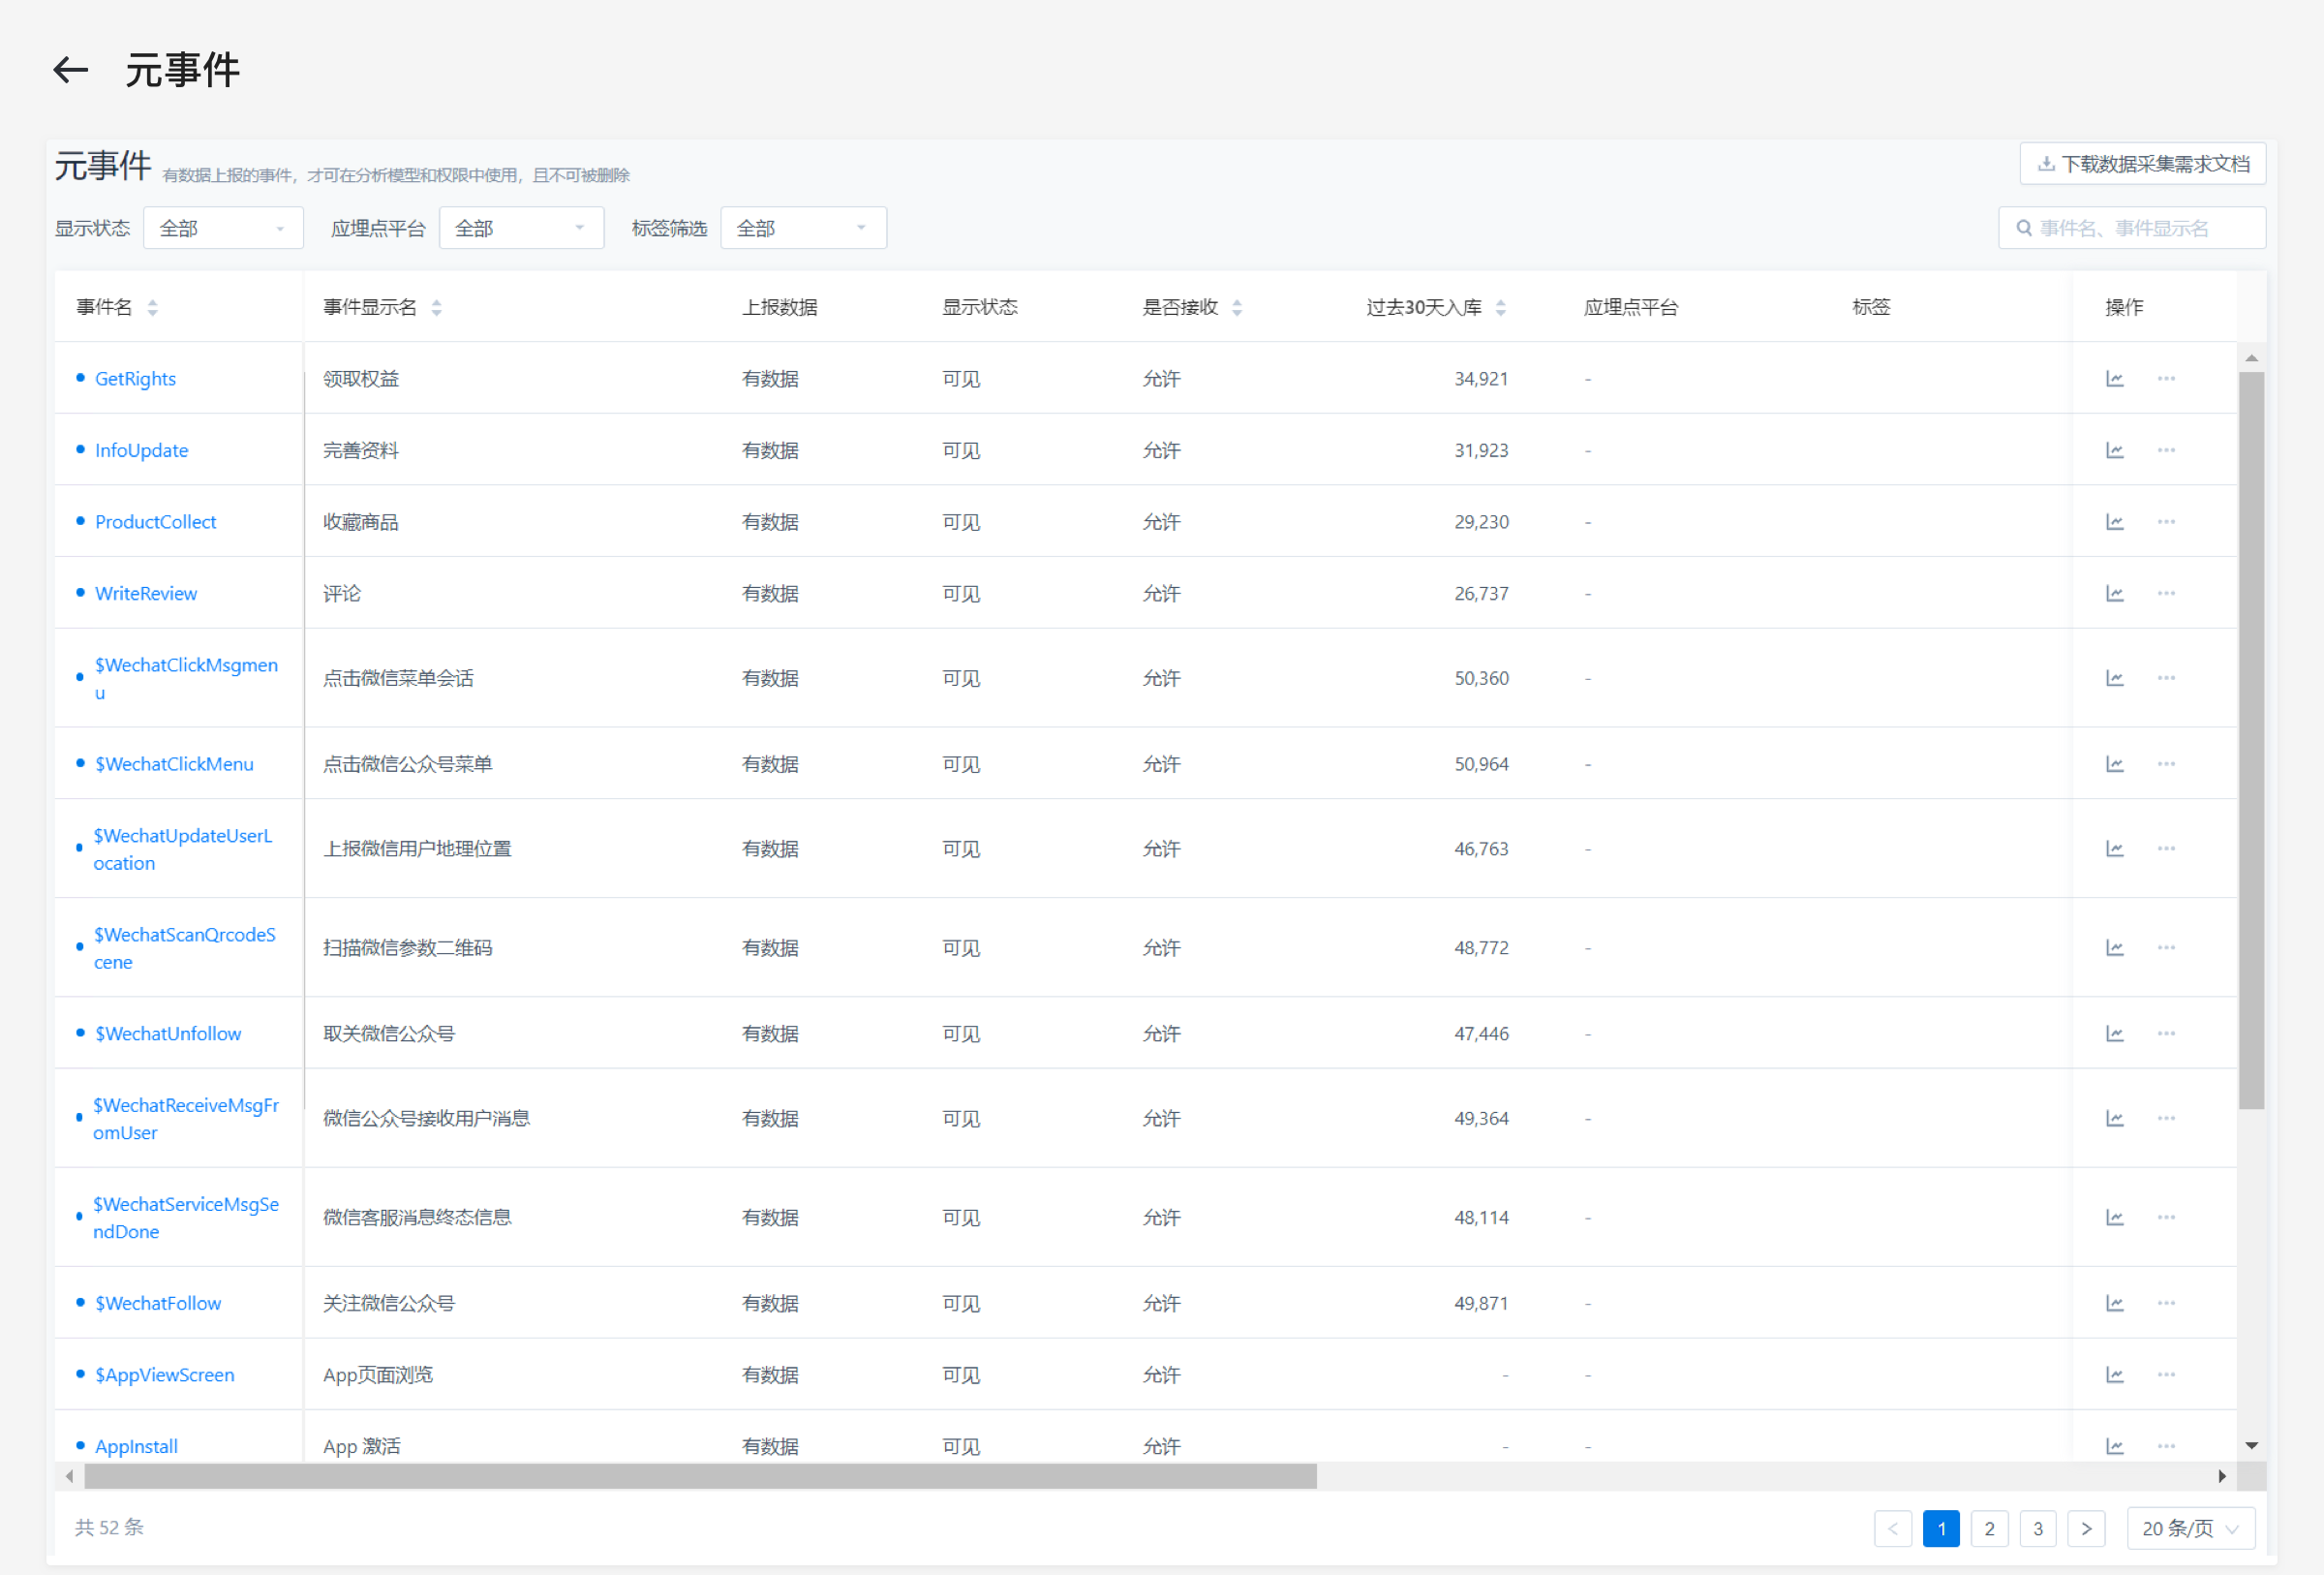 元事件
元事件 有数据上报的事件，才可在分析模型和权限中使用，且不可被删除 下载数据采集需求文档
显示状态 全部 应埋点平台 全部 标签筛选 全部 事件名、事件显示名
事件名 事件显示名 上报数据 显示状态 是否接收 过去30天入库 应埋点平台 标签 操作
GetRights 领取权益 有数据 可见 允许 34,921 -
InfoUpdate 完善资料 有数据 可见 允许 31,923 -
ProductCollect 收藏商品 有数据 可见 允许 29,230 -
WriteReview 评论 有数据 可见 允许 26,737 -
$WechatClickMsgmen
u 点击微信菜单会话 有数据 可见 允许 50,360 -
$WechatClickMenu 点击微信公众号菜单 有数据 可见 允许 50,964 -
$WechatUpdateUserL
ocation 上报微信用户地理位置 有数据 可见 允许 46,763 -
$WechatScanQrcodeS
cene 扫描微信参数二维码 有数据 可见 允许 48,772 -
$WechatUnfollow 取关微信公众号 有数据 可见 允许 47,446 -
$WechatReceiveMsgFr
omUser 微信公众号接收用户消息 有数据 可见 允许 49,364 -
$WechatServiceMsgSe
ndDone 微信客服消息终态信息 有数据 可见 允许 48,114 -
$WechatFollow 关注微信公众号 有数据 可见 允许 49,871 -
$AppViewScreen App页面浏览 有数据 可见 允许 - -
AppInstall App 激活 有数据 可见 允许 - -
共 52 条 < 1 2 3 > 20 条/页